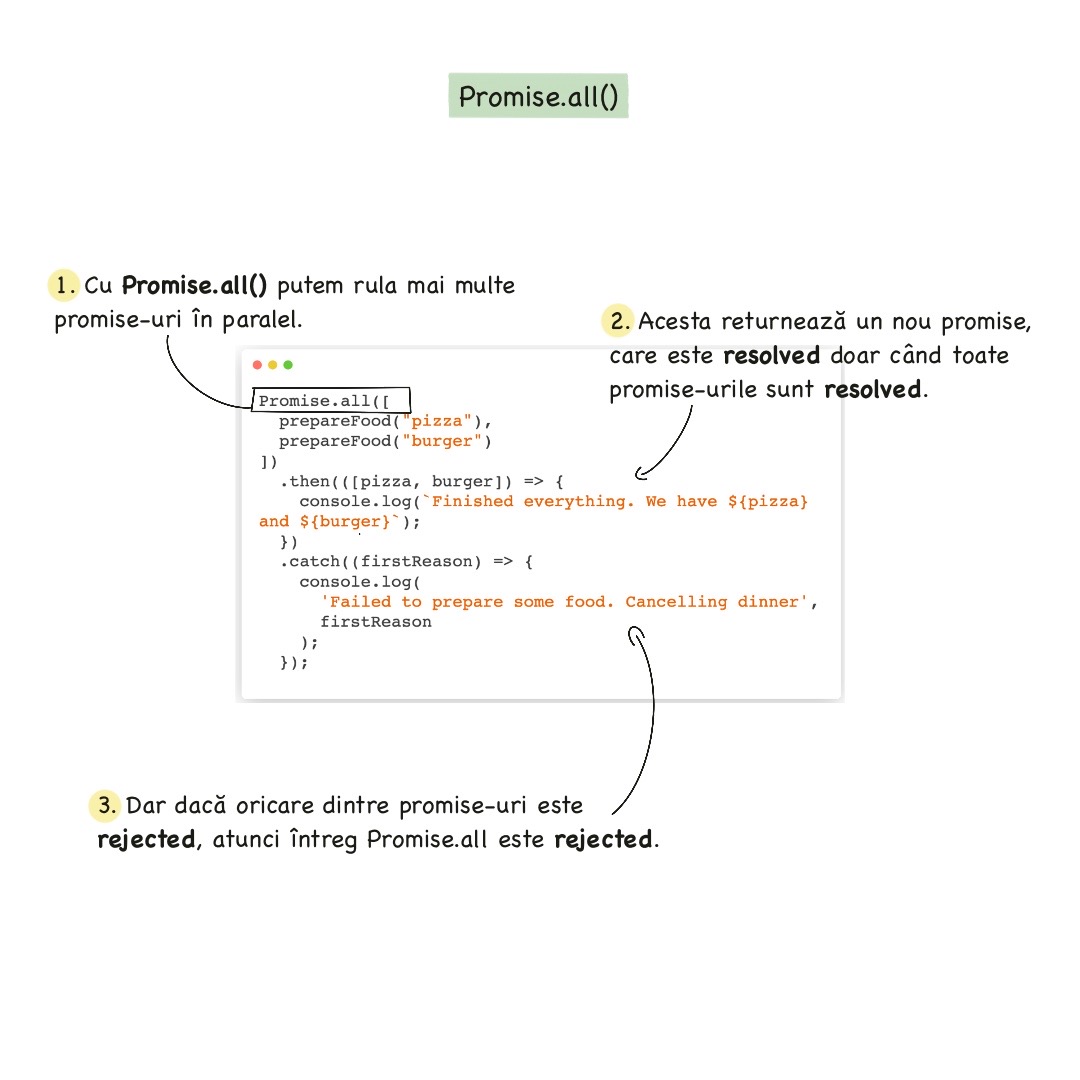 Promise.all()
1. Cu Promise.all() putem rula mai multe
promise-uri în paralel.
2. Acesta returnează un nou promise,
care este resolved doar când toate
promise-urile sunt resolved.
Promise.all([
  prepareFood("pizza"),
  prepareFood("burger")
])
  .then(([pizza, burger]) => {
    console.log(`Finished everything. We have ${pizza}
and ${burger}`);
  })
  .catch((firstReason) => {
    console.log(
      'Failed to prepare some food. Cancelling dinner',
      firstReason
    );
  });
3. Dar dacă oricare dintre promise-uri este
rejected, atunci întreg Promise.all este rejected.